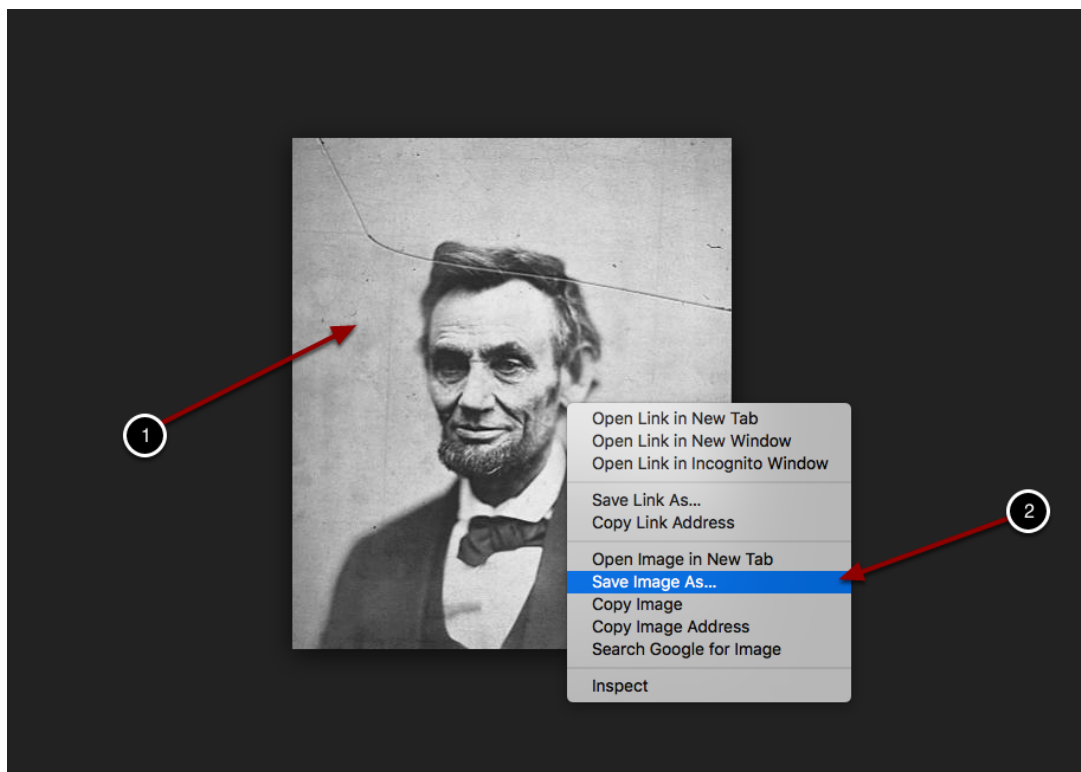 1
Open Link in New Tab
Open Link in New Window
Open Link in Incognito Window
Save Link As...
Copy Link Address
2
Open Image in New Tab
Save Image As...
Copy Image
Copy Image Address
Search Google for Image
Inspect